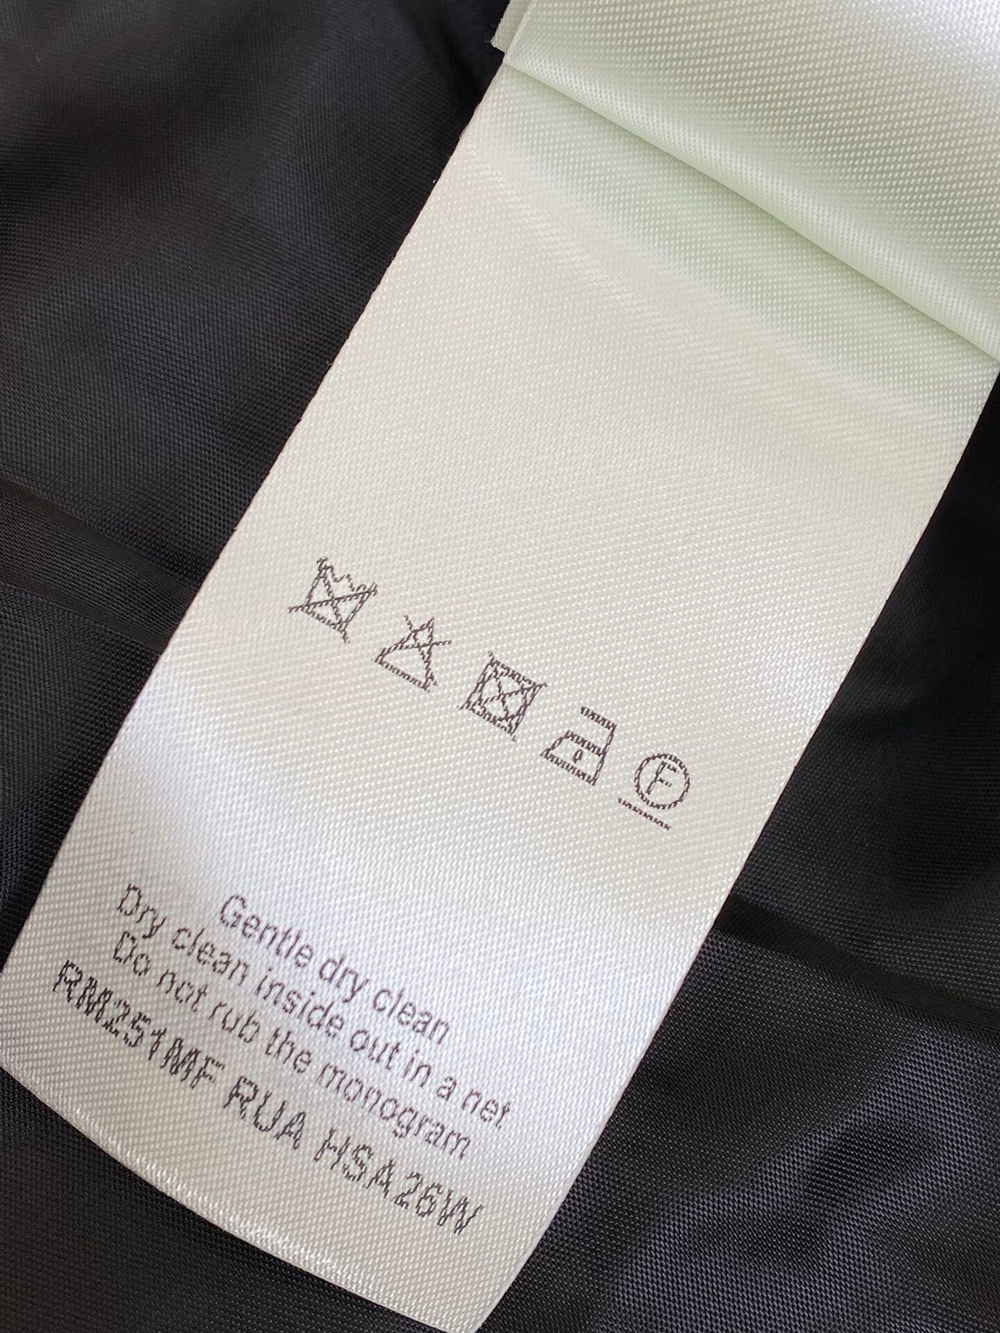 F
Gentle dry clean
Dry clean inside out in a net
Do not rub the monogram
RM251MF RUA HSA26W